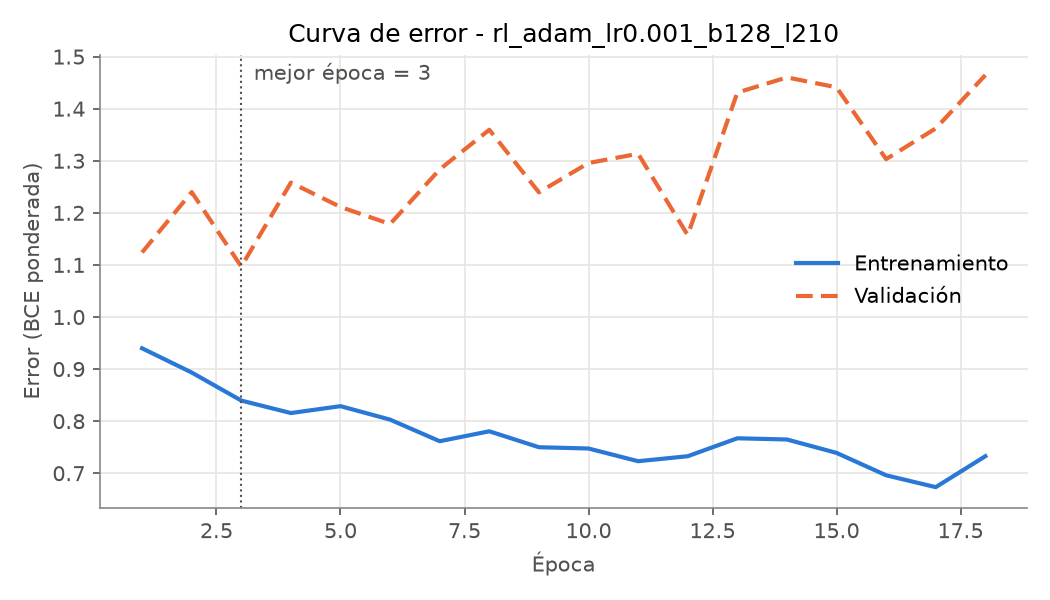 Curva de error - rl_adam_lr0.001_b128_l210
mejor época = 3
Error (BCE ponderada)
1.5
1.4
1.3
1.2
1.1
1.0
0.9
0.8
0.7
Entrenamiento
Validación
2.5 5.0 7.5 10.0 12.5 15.0 17.5
Época